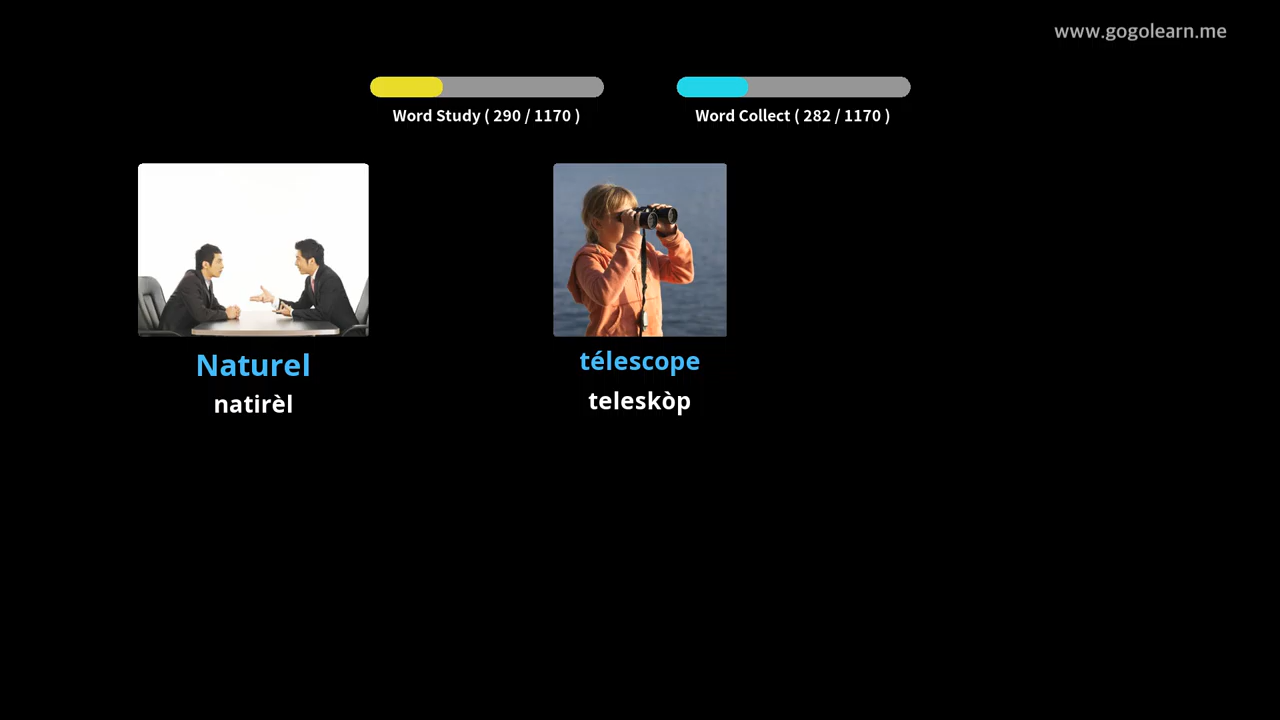 www.gogolearn.me
Word Study ( 290 / 1170 )
Word Collect ( 282 / 1170 )
Naturel
natirèl
télescope
teleskòp